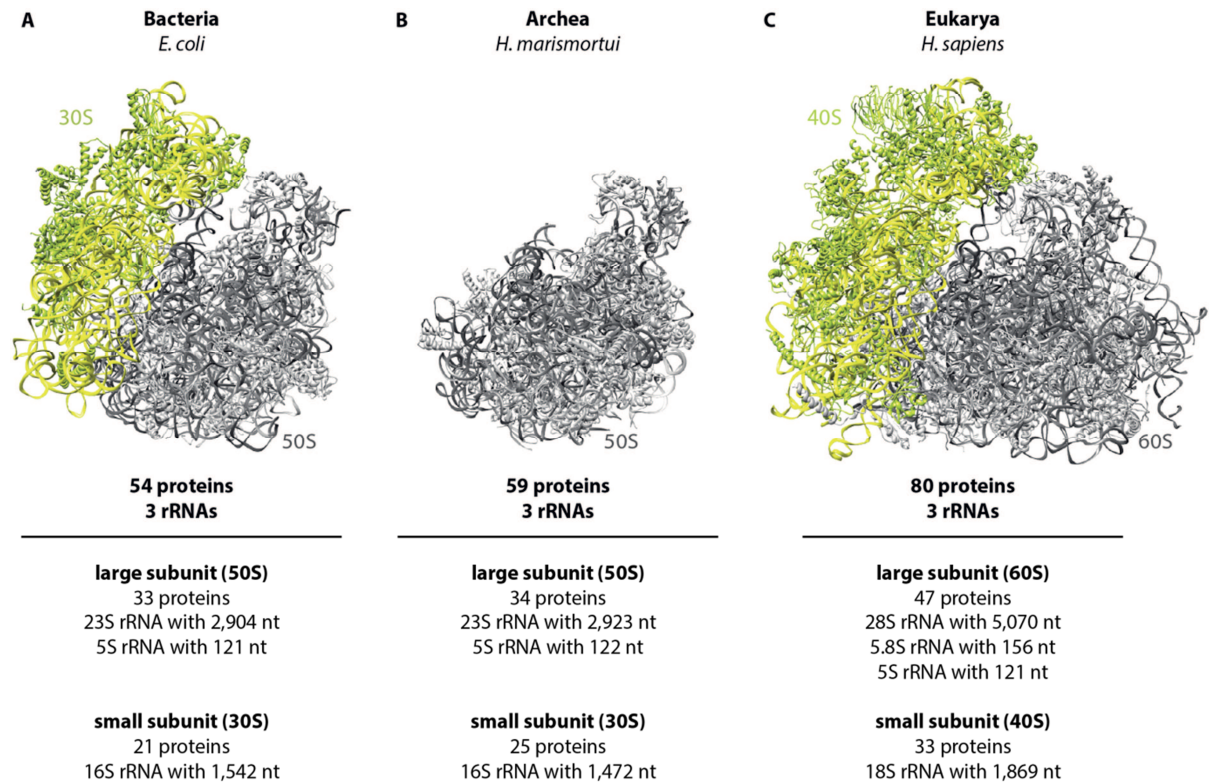 A
Bacteria
E. coli
30S
50S
54 proteins
3 rRNAs
large subunit (50S)
33 proteins
23S rRNA with 2,904 nt
5S rRNA with 121 nt
small subunit (30S)
21 proteins
16S rRNA with 1,542 nt
B
Archea
H. marismortui
50S
59 proteins
3 rRNAs
large subunit (50S)
34 proteins
23S rRNA with 2,923 nt
5S rRNA with 122 nt
small subunit (30S)
25 proteins
16S rRNA with 1,472 nt
C
Eukarya
H. sapiens
40S
60S
80 proteins
3 rRNAs
large subunit (60S)
47 proteins
28S rRNA with 5,070 nt
5.8S rRNA with 156 nt
5S rRNA with 121 nt
small subunit (40S)
33 proteins
18S rRNA with 1,869 nt